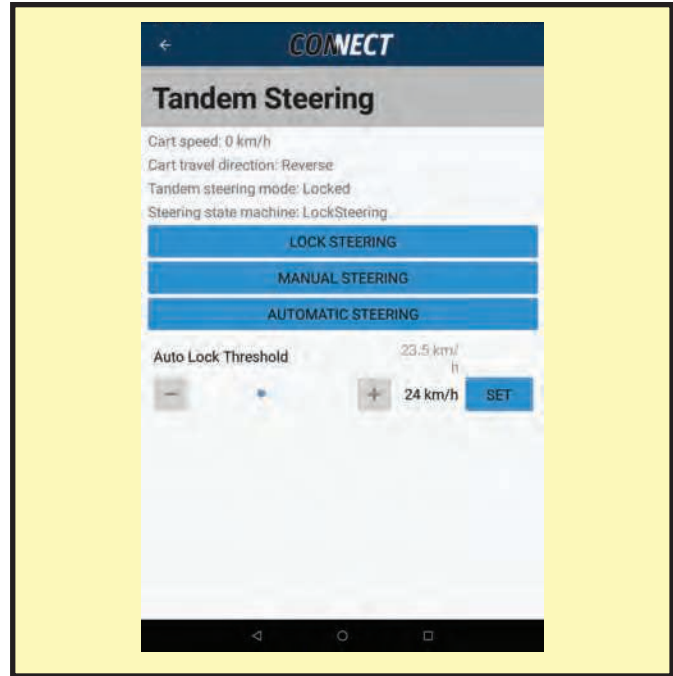 CONNECT
Tandem Steering
Cart speed: 0 km/h
Cart travel direction: Reverse
Tandem steering mode: Locked
Steering state machine: LockSteering
LOCK STEERING
MANUAL STEERING
AUTOMATIC STEERING
Auto Lock Threshold 23.5 km/
h
− + 24 km/h SET